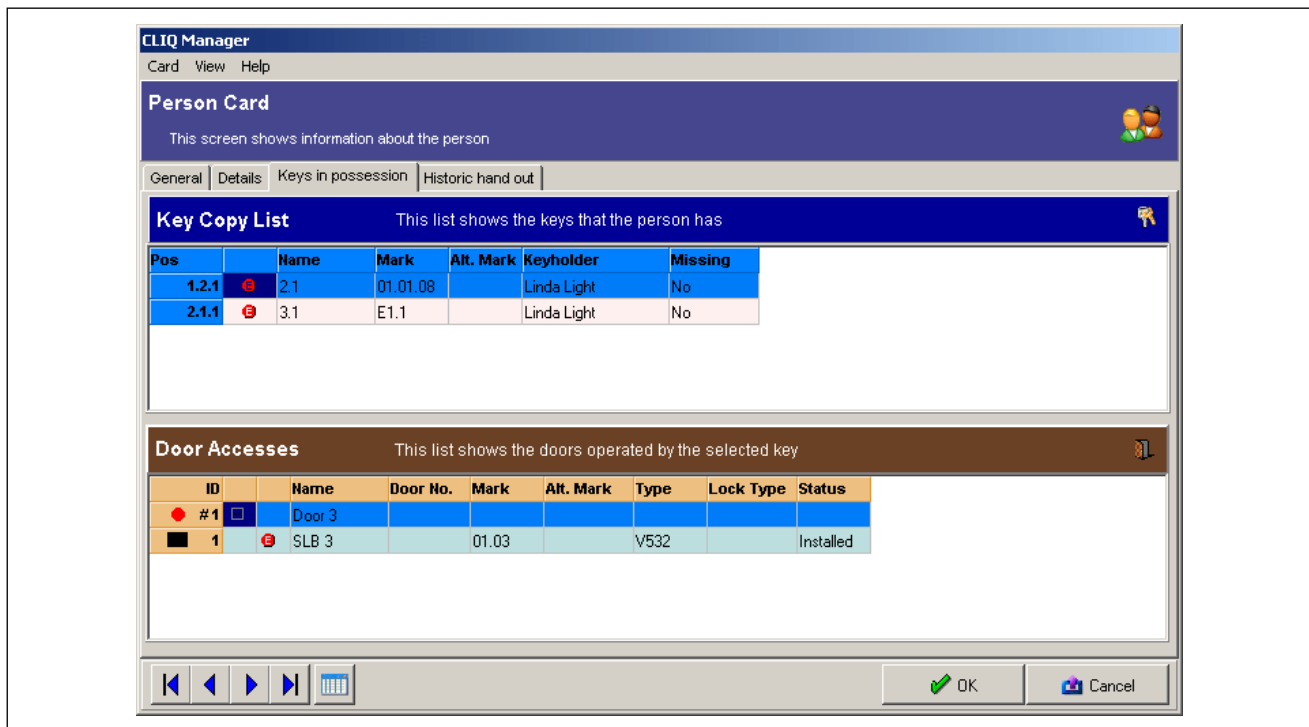 CLIQ Manager
Card View Help
Person Card
This screen shows information about the person
General Details Keys in possession Historic hand out
Key Copy List This list shows the keys that the person has
Pos Name Mark Alt. Mark Keyholder Missing
1.2.1 E 2.1 01.01.08 Linda Light No
2.1.1 E 3.1 E1.1 Linda Light No
Door Accesses This list shows the doors operated by the selected key
ID Name Door No. Mark Alt. Mark Type Lock Type Status
#1 Door 3
1 E SLB 3 01.03 V532 Installed
OK Cancel